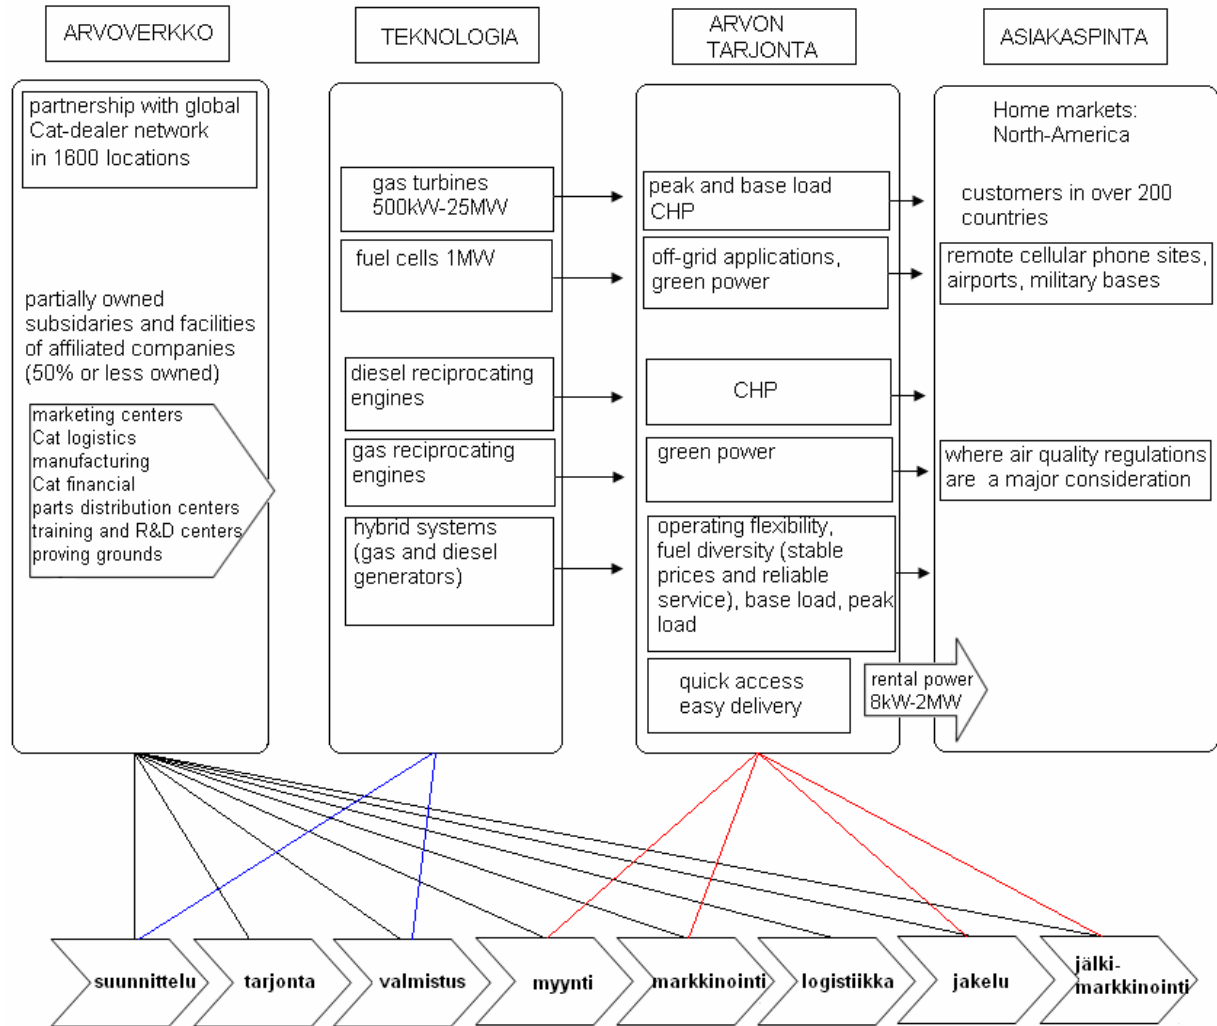 ARVOVERKKO
partnership with global
Cat-dealer network
in 1600 locations
partially owned
subsidaries and facilities
of affiliated companies
(50% or less owned)
marketing centers
Cat logistics
manufacturing
Cat financial
parts distribution centers
training and R&D centers
proving grounds
TEKNOLOGIA
gas turbines
500kW-25MW
fuel cells 1MW
diesel reciprocating
engines
gas reciprocating
engines
hybrid systems
(gas and diesel
generators)
ARVON
TARJONTA
peak and base load
CHP
off-grid applications,
green power
CHP
green power
operating flexibility,
fuel diversity (stable
prices and reliable
service), base load, peak
load
quick access
easy delivery
rental power
8kW-2MW
ASIAKASPINTA
Home markets:
North-America
customers in over 200
countries
remote cellular phone sites,
airports, military bases
where air quality regulations
are a major consideration
suunnittelu
tarjonta
valmistus
myynti
markkinointi
logistiikka
jakelu
jälki-
markkinointi